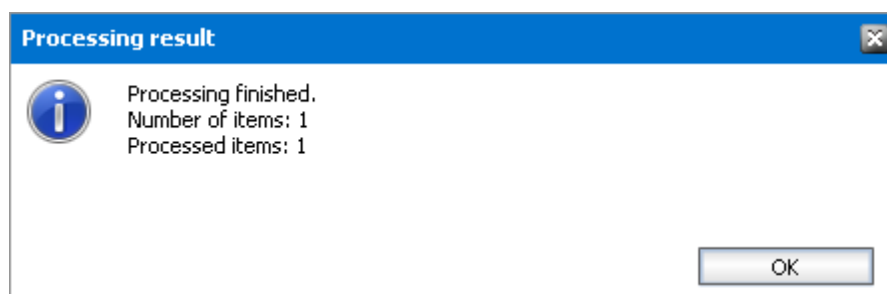 Processing result
Processing finished.
Number of items: 1
Processed items: 1
OK